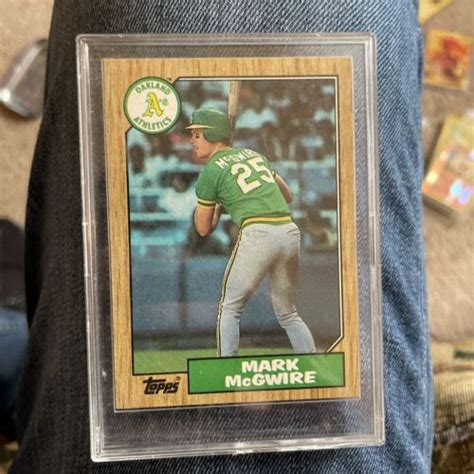 OAKLAND
A's
ATHLETICS
McGWIRE
25
topps
MARK
McGWIRE